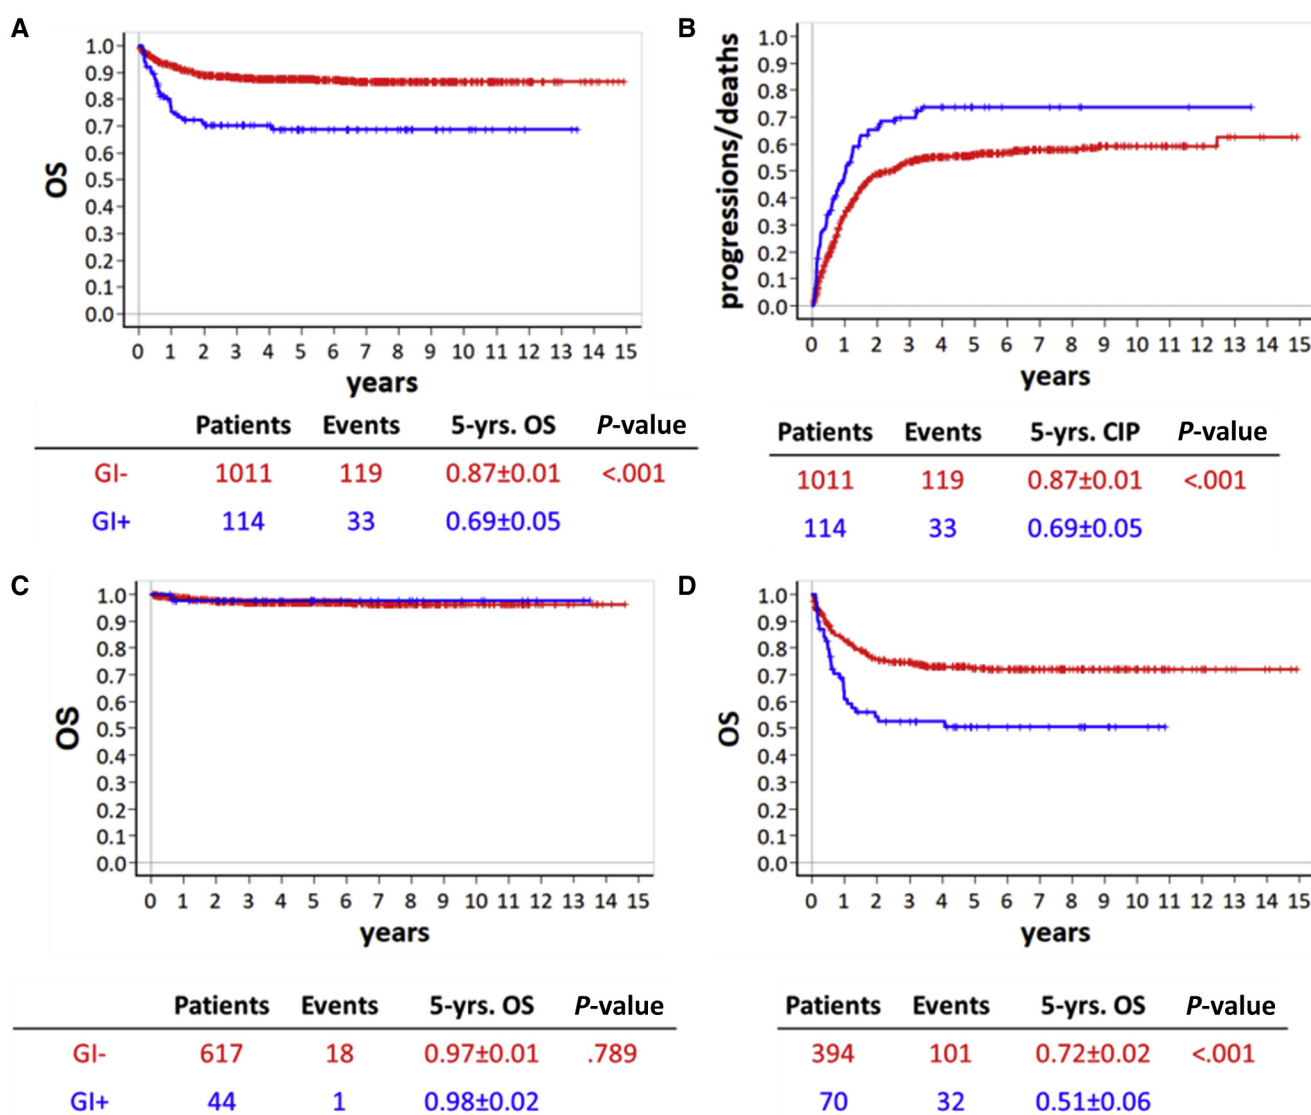 A
1.0
0.9
0.8
0.7
0.6
0.5
0.4
0.3
0.2
0.1
0.0
OS
0 1 2 3 4 5 6 7 8 9 10 11 12 13 14 15
years
Patients Events 5-yrs. OS P-value
GI- 1011 119 0.87±0.01 <.001
GI+ 114 33 0.69±0.05
B
1.0
0.9
0.8
0.7
0.6
0.5
0.4
0.3
0.2
0.1
0.0
progressions/deaths
0 1 2 3 4 5 6 7 8 9 10 11 12 13 14 15
years
Patients Events 5-yrs. CIP P-value
1011 119 0.87±0.01 <.001
114 33 0.69±0.05
C
1.0
0.9
0.8
0.7
0.6
0.5
0.4
0.3
0.2
0.1
0.0
OS
0 1 2 3 4 5 6 7 8 9 10 11 12 13 14 15
years
Patients Events 5-yrs. OS P-value
GI- 617 18 0.97±0.01 .789
GI+ 44 1 0.98±0.02
D
1.0
0.9
0.8
0.7
0.6
0.5
0.4
0.3
0.2
0.1
0.0
OS
0 1 2 3 4 5 6 7 8 9 10 11 12 13 14 15
years
Patients Events 5-yrs. OS P-value
394 101 0.72±0.02 <.001
70 32 0.51±0.06